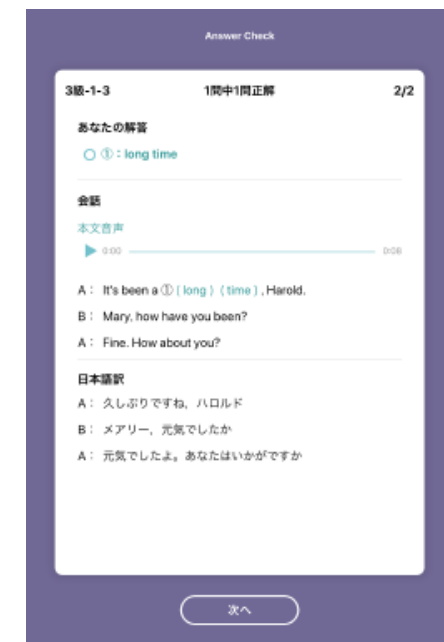 Answer Check
3級-1-3 1問中1問正解 2/2
あなたの解答
○ ①：long time
会話
本文音声
0:00 0:08
A： It's been a ①( long )( time ), Harold.
B： Mary, how have you been?
A： Fine. How about you?
日本語訳
A： 久しぶりですね，ハロルド
B： メアリー，元気でしたか
A： 元気でしたよ。あなたはいかがですか
次へ